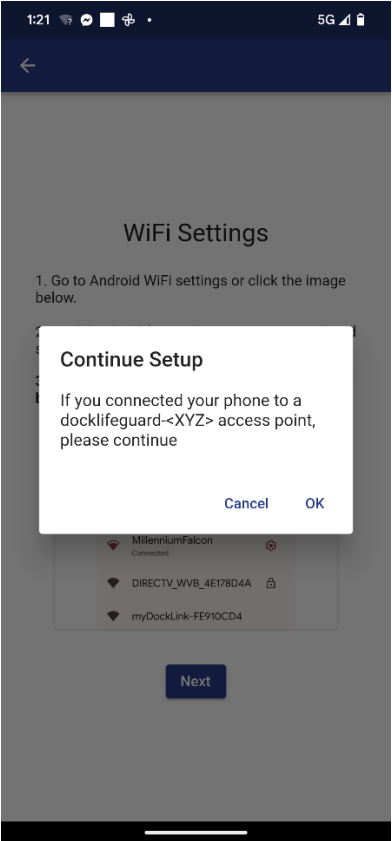 1:21
5G
WiFi Settings
1. Go to Android WiFi settings or click the image
below.
Continue Setup
If you connected your phone to a
docklifeguard-<XYZ> access point,
please continue
Cancel OK
MillenniumFalcon
Connected
DIRECTV_WVB_4E178D4A
myDockLink-FE910CD4
Next